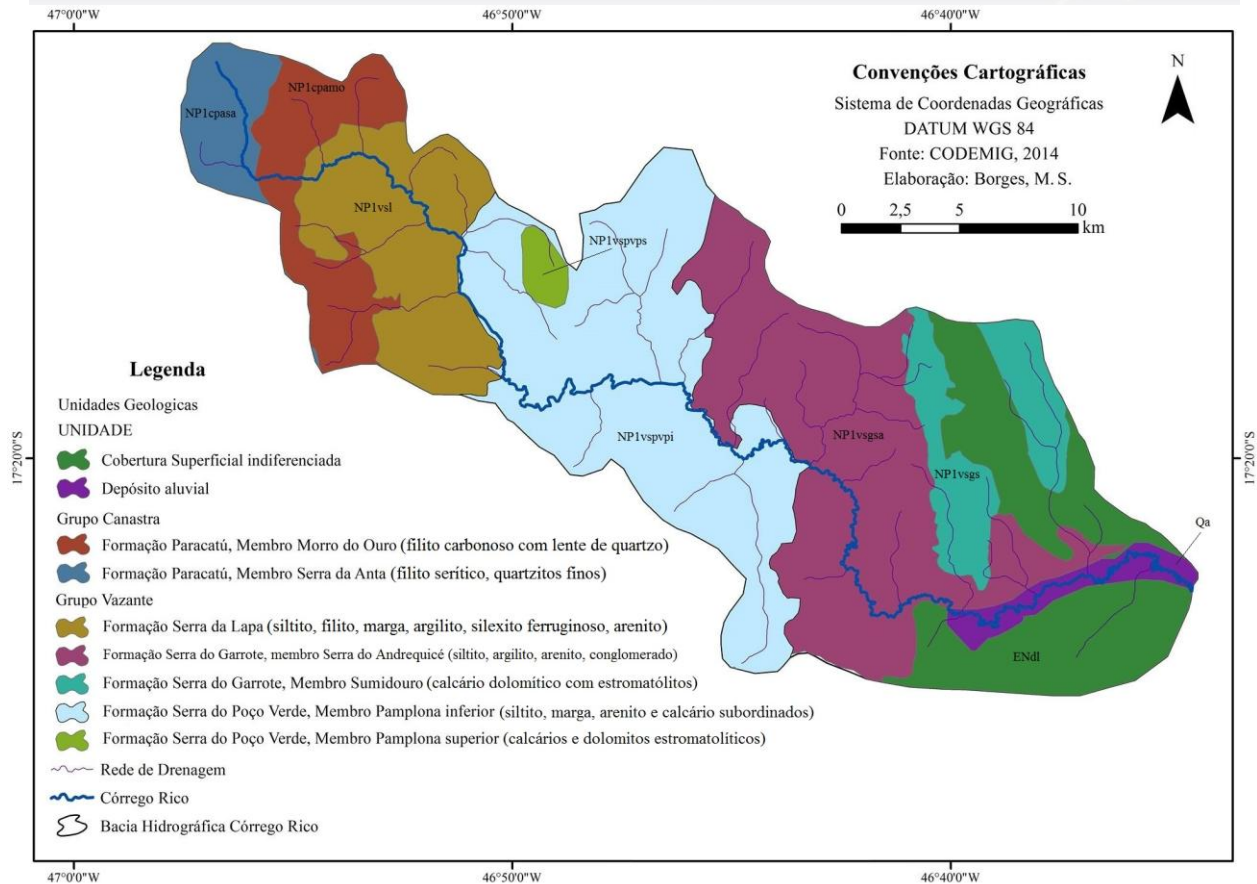 47°0'0"W
46°50'0"W
46°40'0"W
Convenções Cartográficas
Sistema de Coordenadas Geográficas
DATUM WGS 84
Fonte: CODEMIG, 2014
Elaboração: Borges, M. S.
0 2,5 5 10
km
N
NP1cpasa
NP1cpamo
NP1vsl
NP1vspvps
NP1vspvpi
NP1vsgsa
NP1vsgs
Qa
ENdl
17°20'0"S
17°20'0"S
Legenda
Unidades Geologicas
UNIDADE
Cobertura Superficial indiferenciada
Depósito aluvial
Grupo Canastra
Formação Paracatú, Membro Morro do Ouro (filito carbonoso com lente de quartzo)
Formação Paracatú, Membro Serra da Anta (filito serítico, quartzitos finos)
Grupo Vazante
Formação Serra da Lapa (siltito, filito, marga, argilito, silexito ferruginoso, arenito)
Formação Serra do Garrote, membro Serra do Andrequicé (siltito, argilito, arenito, conglomerado)
Formação Serra do Garrote, Membro Sumidouro (calcário dolomítico com estromatólitos)
Formação Serra do Poço Verde, Membro Pamplona inferior (siltito, marga, arenito e calcário subordinados)
Formação Serra do Poço Verde, Membro Pamplona superior (calcários e dolomitos estromatolíticos)
Rede de Drenagem
Córrego Rico
Bacia Hidrográfica Córrego Rico
47°0'0"W
46°50'0"W
46°40'0"W